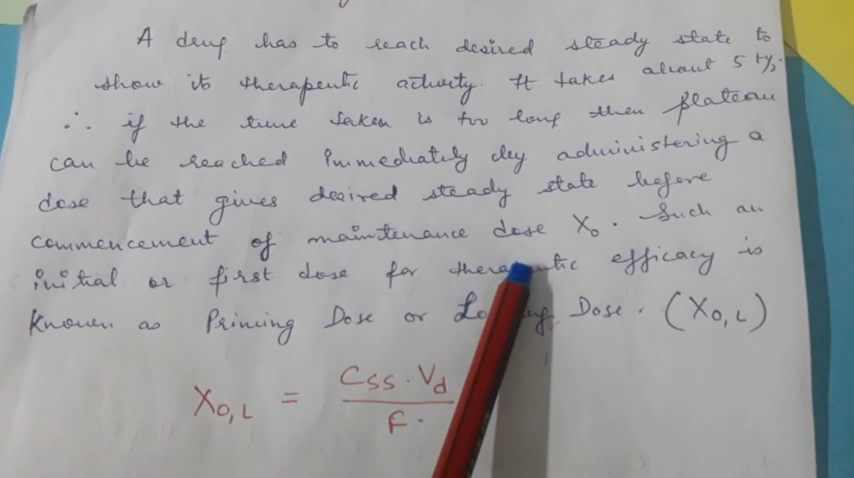 A drug has to reach desired steady state to
show its therapeutic activity. It takes about 5 t½.
∴ if the time taken is too long then plateau
can be reached immediately by administering a
dose that gives desired steady state before
commencement of maintenance dose X₀. Such an
initial or first dose for therapeutic efficacy is
known as Priming Dose or Loading Dose. (X₀,L)
X₀,L = Css · Vd / F.